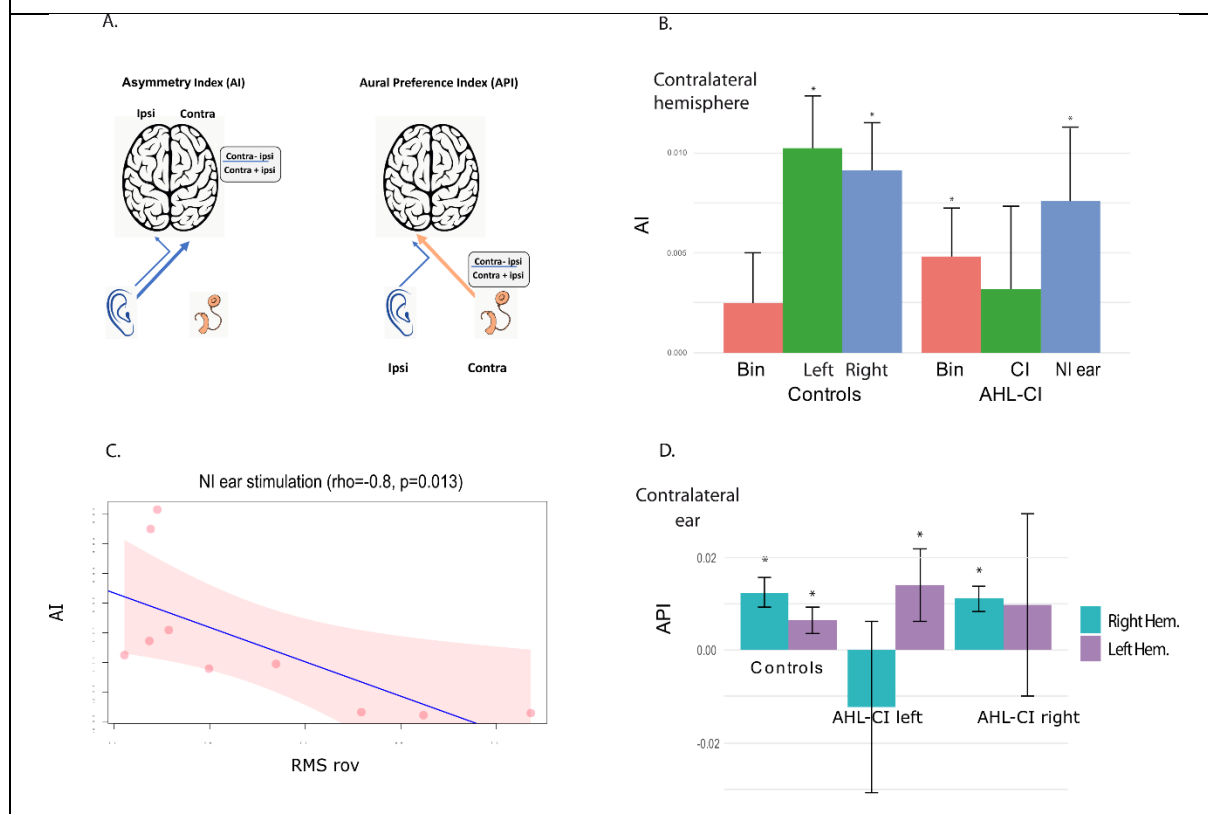 A.
Asymmetry Index (AI)
Ipsi Contra
Contra- ipsi
Contra + ipsi
Aural Preference Index (API)
Contra- ipsi
Contra + ipsi
Ipsi Contra
B.
Contralateral
hemisphere
AI
0.010
0.005
0.000
* * * *
Bin Left Right Bin CI NI ear
Controls AHL-CI
C.
NI ear stimulation (rho=-0.8, p=0.013)
AI
RMS rov
D.
Contralateral
ear
API
0.02
0.00
-0.02
* * * *
Controls
AHL-CI left
AHL-CI right
Right Hem.
Left Hem.